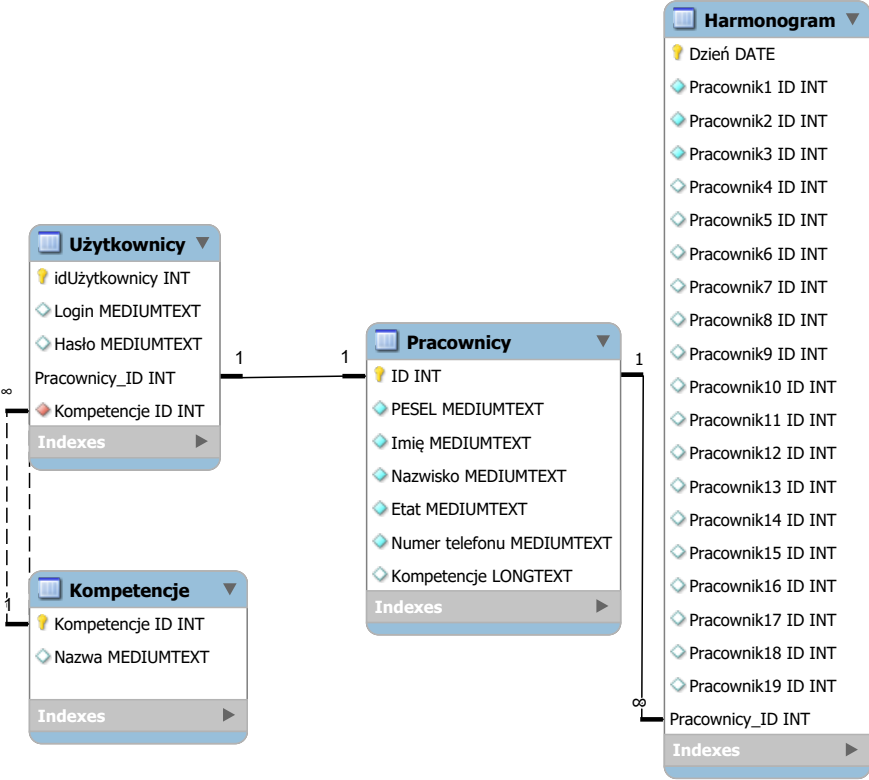 Harmonogram
Dzień DATE
Pracownik1 ID INT
Pracownik2 ID INT
Pracownik3 ID INT
Pracownik4 ID INT
Pracownik5 ID INT
Pracownik6 ID INT
Pracownik7 ID INT
Pracownik8 ID INT
Pracownik9 ID INT
Pracownik10 ID INT
Pracownik11 ID INT
Pracownik12 ID INT
Pracownik13 ID INT
Pracownik14 ID INT
Pracownik15 ID INT
Pracownik16 ID INT
Pracownik17 ID INT
Pracownik18 ID INT
Pracownik19 ID INT
Pracownicy_ID INT
Indexes
Użytkownicy
idUżytkownicy INT
Login MEDIUMTEXT
Hasło MEDIUMTEXT
Pracownicy_ID INT
Kompetencje ID INT
Indexes
1
1
∞
1
Kompetencje
Kompetencje ID INT
Nazwa MEDIUMTEXT
Indexes
Pracownicy
ID INT
PESEL MEDIUMTEXT
Imię MEDIUMTEXT
Nazwisko MEDIUMTEXT
Etat MEDIUMTEXT
Numer telefonu MEDIUMTEXT
Kompetencje LONGTEXT
Indexes
1
∞